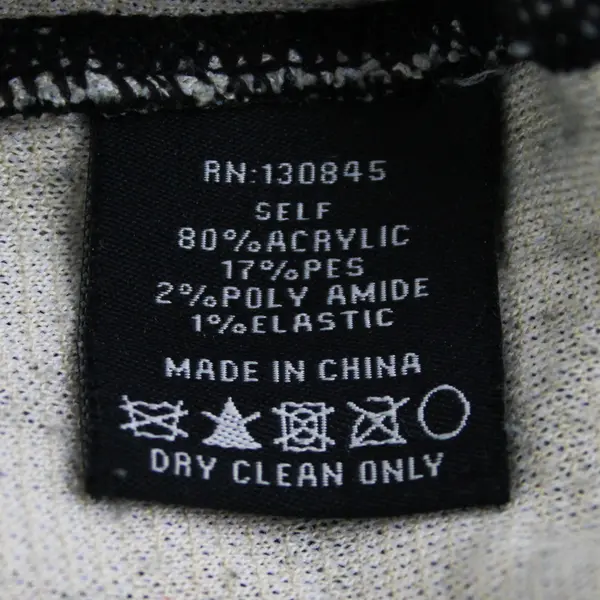 RN:130845
SELF
80%ACRYLIC
17%PES
2%POLY AMIDE
1%ELASTIC
MADE IN CHINA
DRY CLEAN ONLY